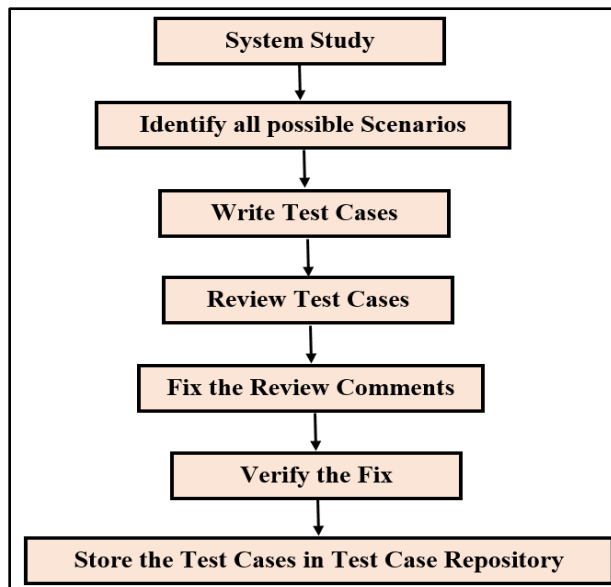 System Study
Identify all possible Scenarios
Write Test Cases
Review Test Cases
Fix the Review Comments
Verify the Fix
Store the Test Cases in Test Case Repository